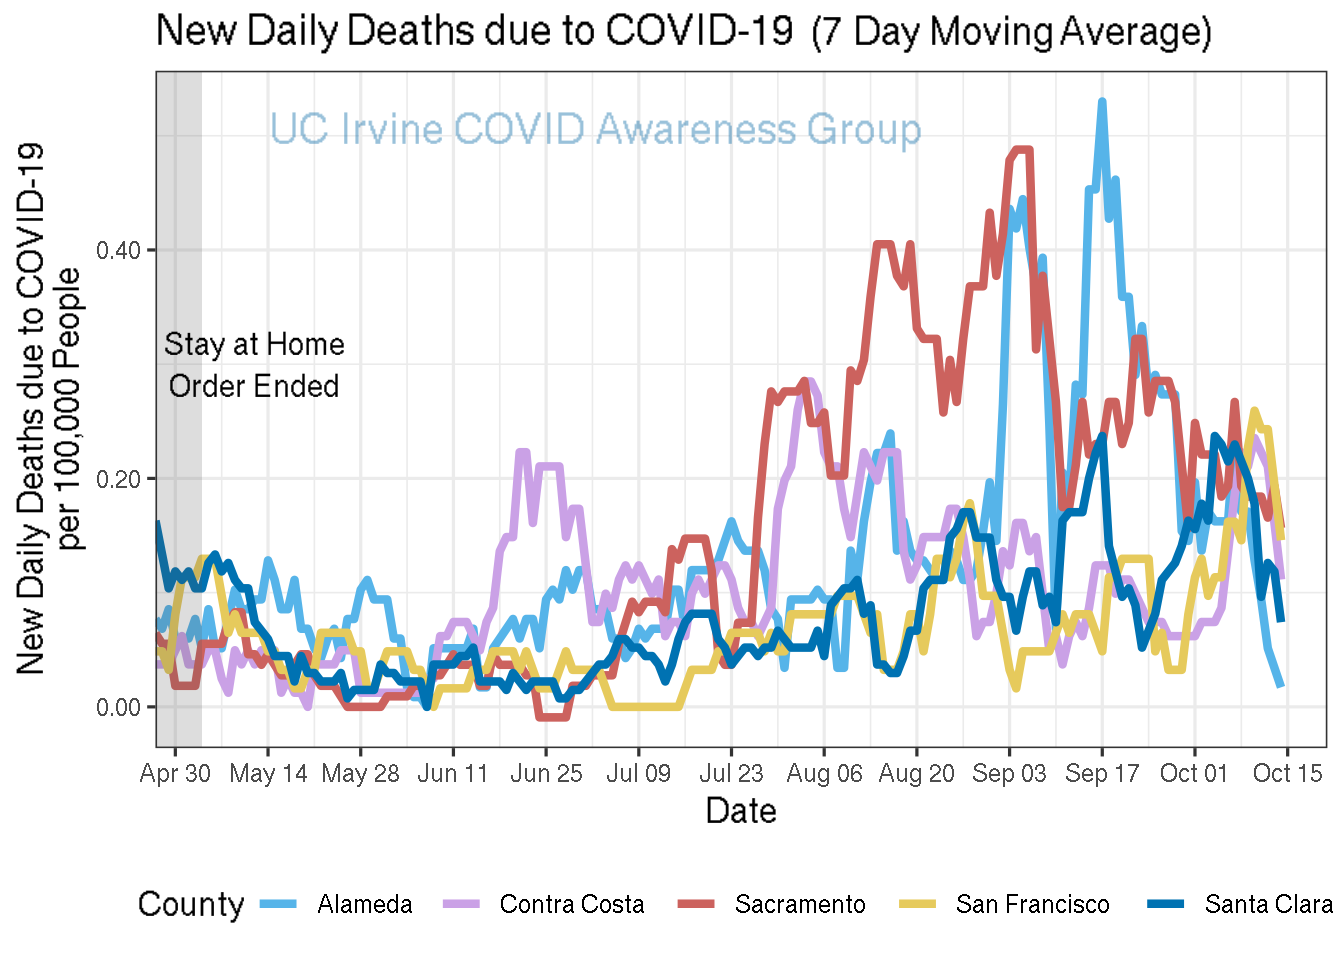 New Daily Deaths due to COVID-19 (7 Day Moving Average)
UC Irvine COVID Awareness Group
New Daily Deaths due to COVID-19
per 100,000 People
0.40
0.20
0.00
Stay at Home
Order Ended
Apr 30 May 14 May 28 Jun 11 Jun 25 Jul 09 Jul 23 Aug 06 Aug 20 Sep 03 Sep 17 Oct 01 Oct 15
Date
County Alameda Contra Costa Sacramento San Francisco Santa Clara